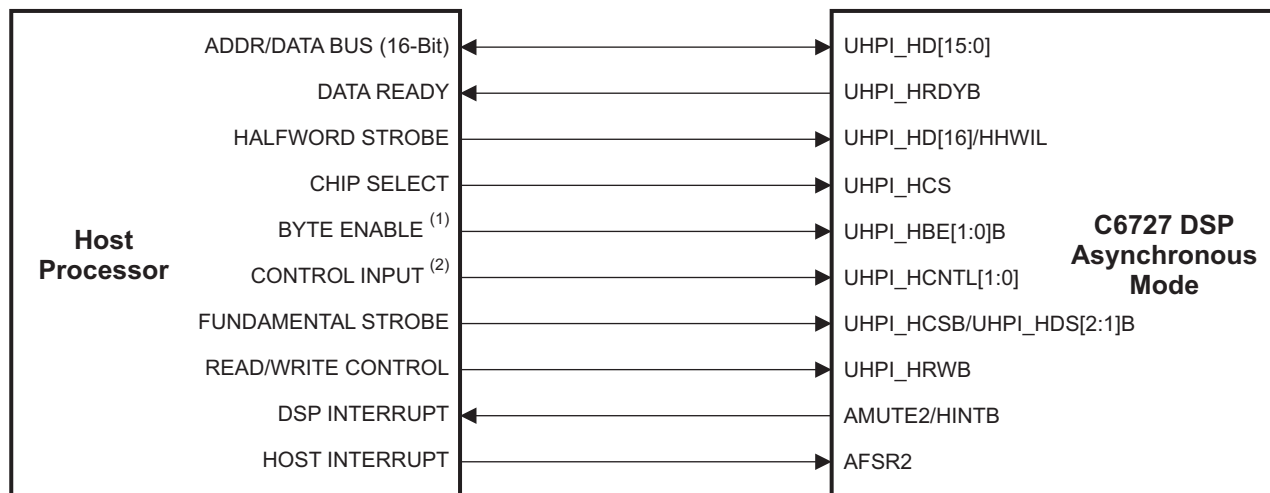 ADDR/DATA BUS (16-Bit) UHPI_HD[15:0]
DATA READY UHPI_HRDYB
HALFWORD STROBE UHPI_HD[16]/HHWIL
CHIP SELECT UHPI_HCS
BYTE ENABLE (1) UHPI_HBE[1:0]B
CONTROL INPUT (2) UHPI_HCNTL[1:0]
FUNDAMENTAL STROBE UHPI_HCSB/UHPI_HDS[2:1]B
READ/WRITE CONTROL UHPI_HRWB
DSP INTERRUPT AMUTE2/HINTB
HOST INTERRUPT AFSR2
Host
Processor
C6727 DSP
Asynchronous
Mode